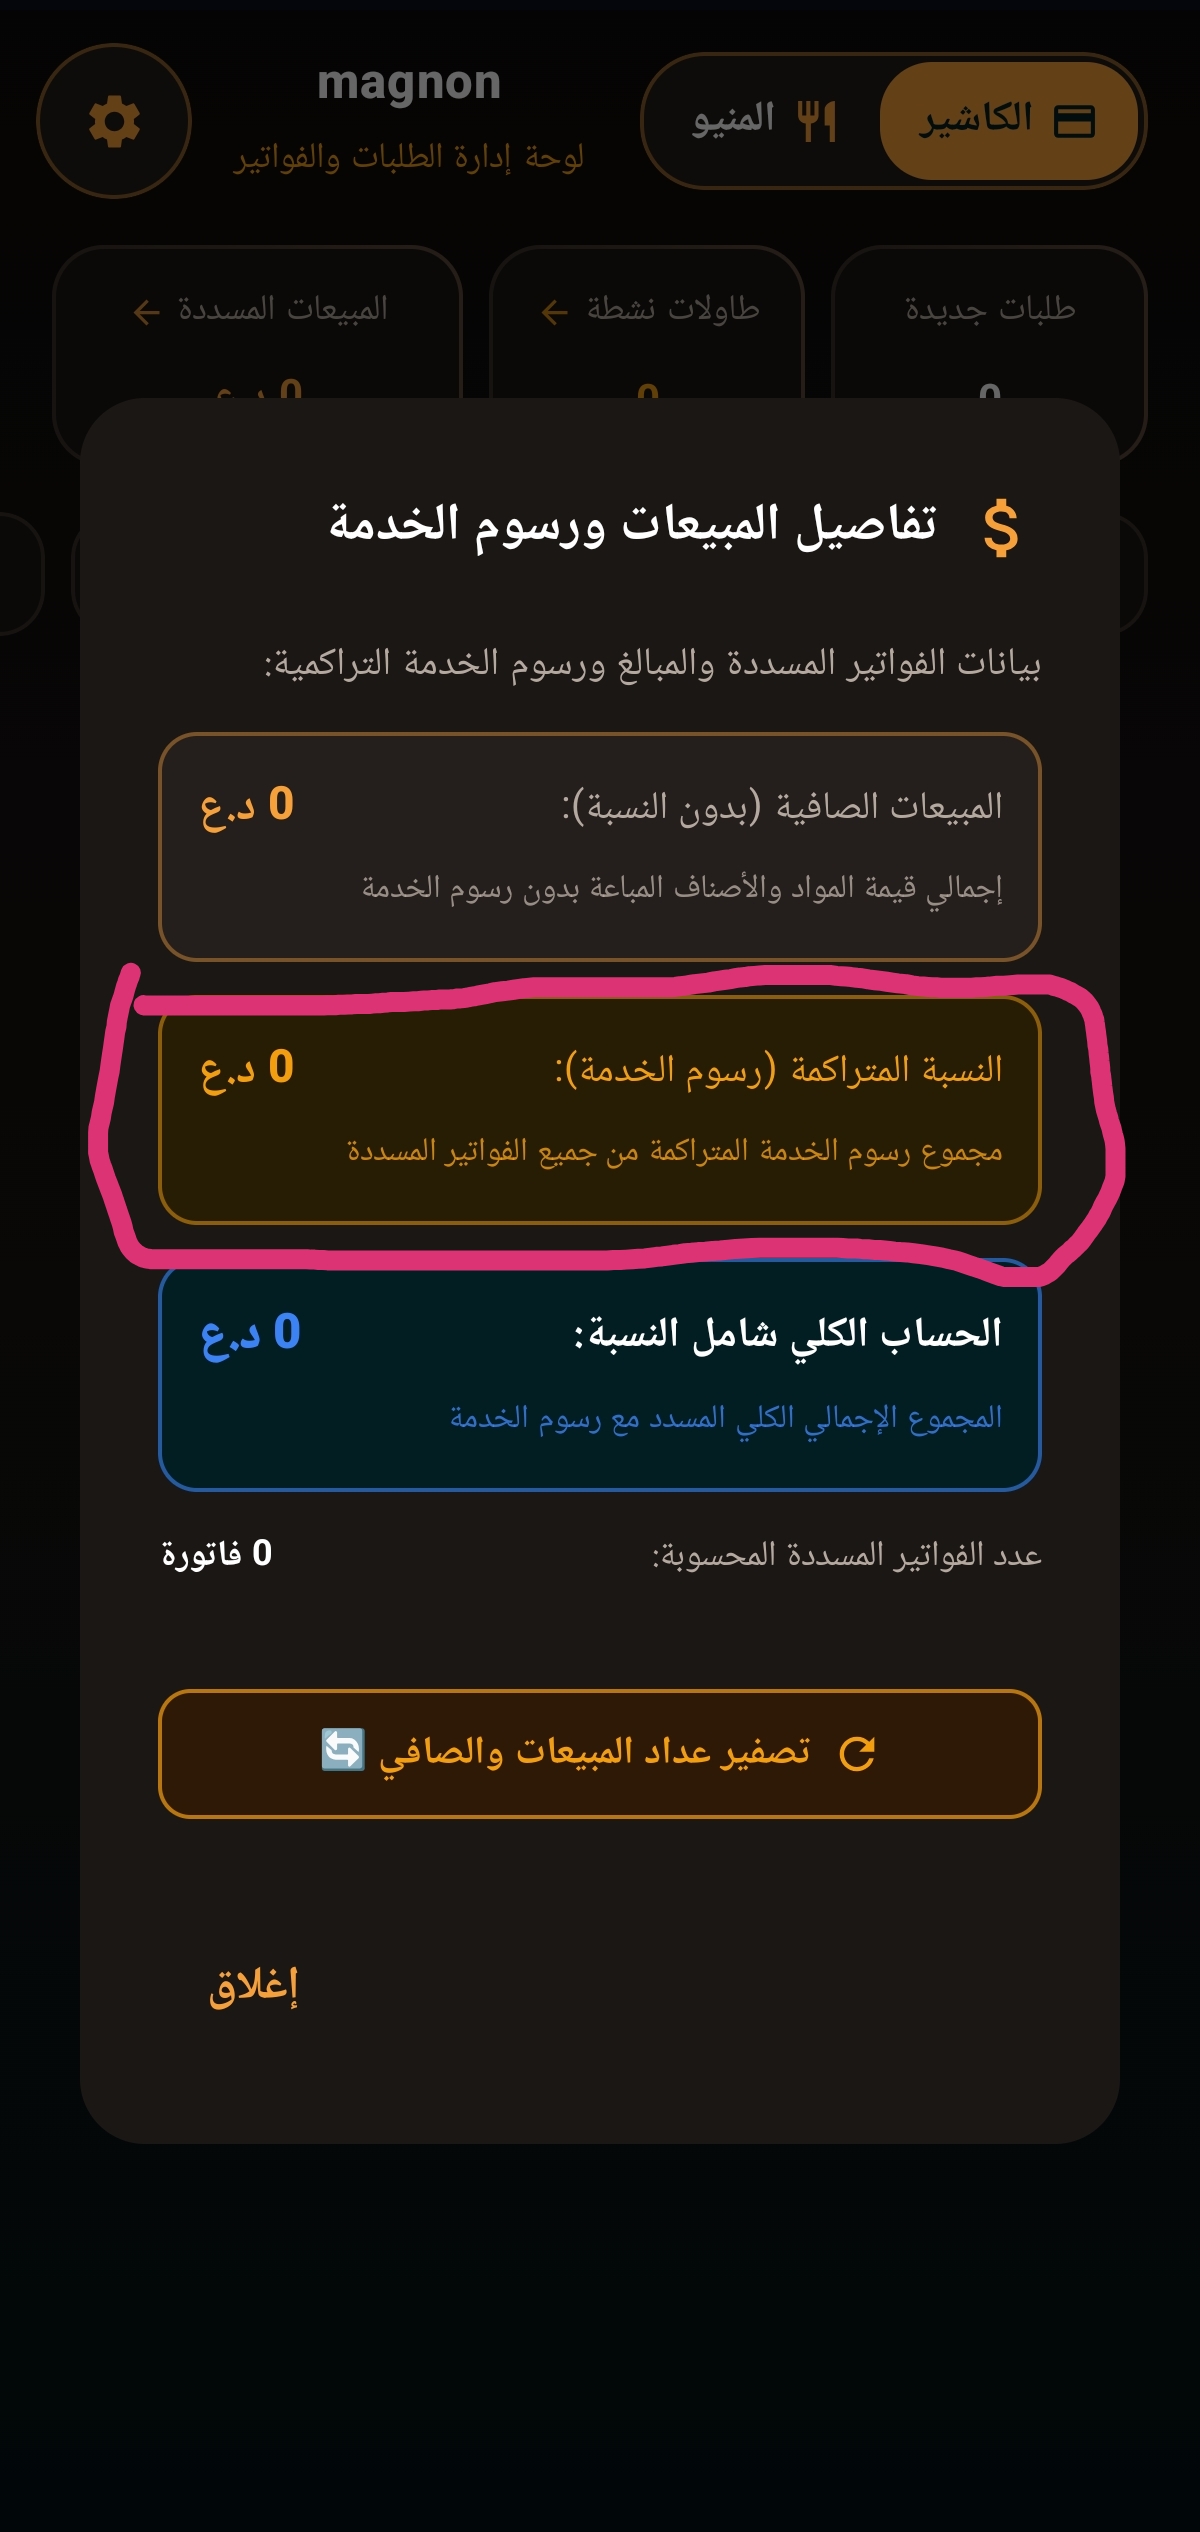 الكاشير
المنيو
magnon
لوحة إدارة الطلبات والفواتير
طلبات جديدة
0
طاولات نشطة
0
المبيعات المسددة
0 د.ع
تفاصيل المبيعات ورسوم الخدمة
بيانات الفواتير المسددة والمبالغ ورسوم الخدمة التراكمية:
المبيعات الصافية (بدون النسبة):
0 د.ع
إجمالي قيمة المواد والأصناف المباعة بدون رسوم الخدمة
النسبة المتراكمة (رسوم الخدمة):
0 د.ع
مجموع رسوم الخدمة المتراكمة من جميع الفواتير المسددة
الحساب الكلي شامل النسبة:
0 د.ع
المجموع الإجمالي الكلي المسدد مع رسوم الخدمة
عدد الفواتير المسددة المحسوبة:
0 فاتورة
تصفير عداد المبيعات والصافي 🔄
إغلاق